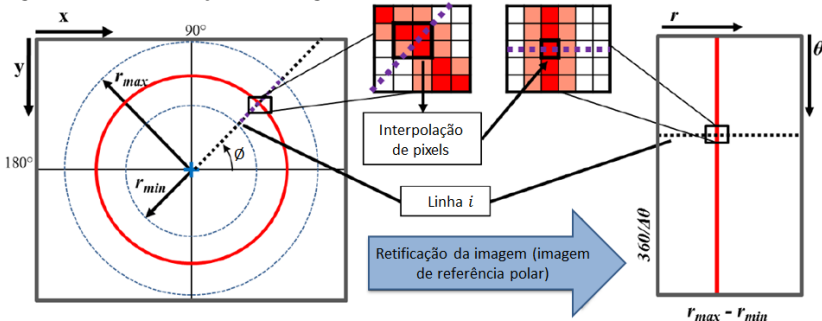 x
y
90°
180°
r_max
r_min
Ø
Interpolação
de pixels
Linha i
Retificação da imagem (imagem
de referência polar)
r
θ
360/Δθ
r_max - r_min